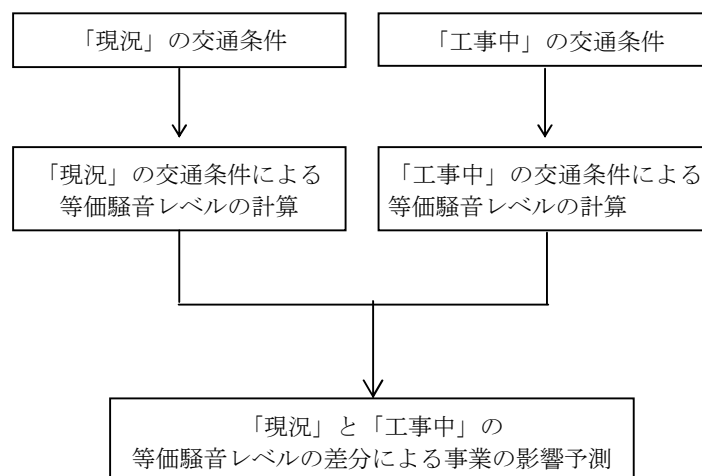 「現況」の交通条件
「工事中」の交通条件
「現況」の交通条件による
等価騒音レベルの計算
「工事中」の交通条件による
等価騒音レベルの計算
「現況」と「工事中」の
等価騒音レベルの差分による事業の影響予測